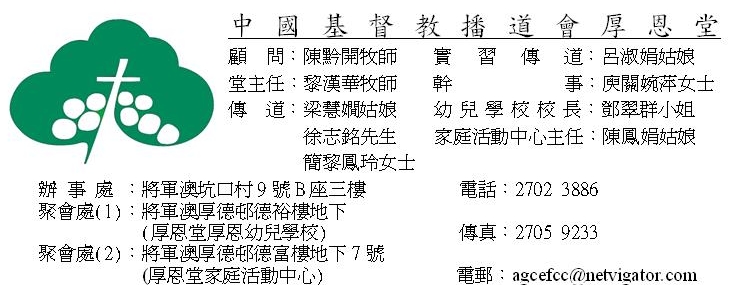 中國基督教播道會厚恩堂
顧問：陳黔開牧師 實習傳道：呂淑娟姑娘
堂主任：黎漢華牧師 幹事：庾關婉萍女士
傳道：梁慧嫺姑娘 幼兒學校校長：鄧翠群小姐
徐志銘先生 家庭活動中心主任：陳鳳娟姑娘
簡黎鳳玲女士
辦事處：將軍澳坑口村9號B座三樓 電話：2702 3886
聚會處(1)：將軍澳厚德邨德裕樓地下
(厚恩堂厚恩幼兒學校) 傳真：2705 9233
聚會處(2)：將軍澳厚德邨德富樓地下7號
(厚恩堂家庭活動中心) 電郵：agcefcc@netvigator.com